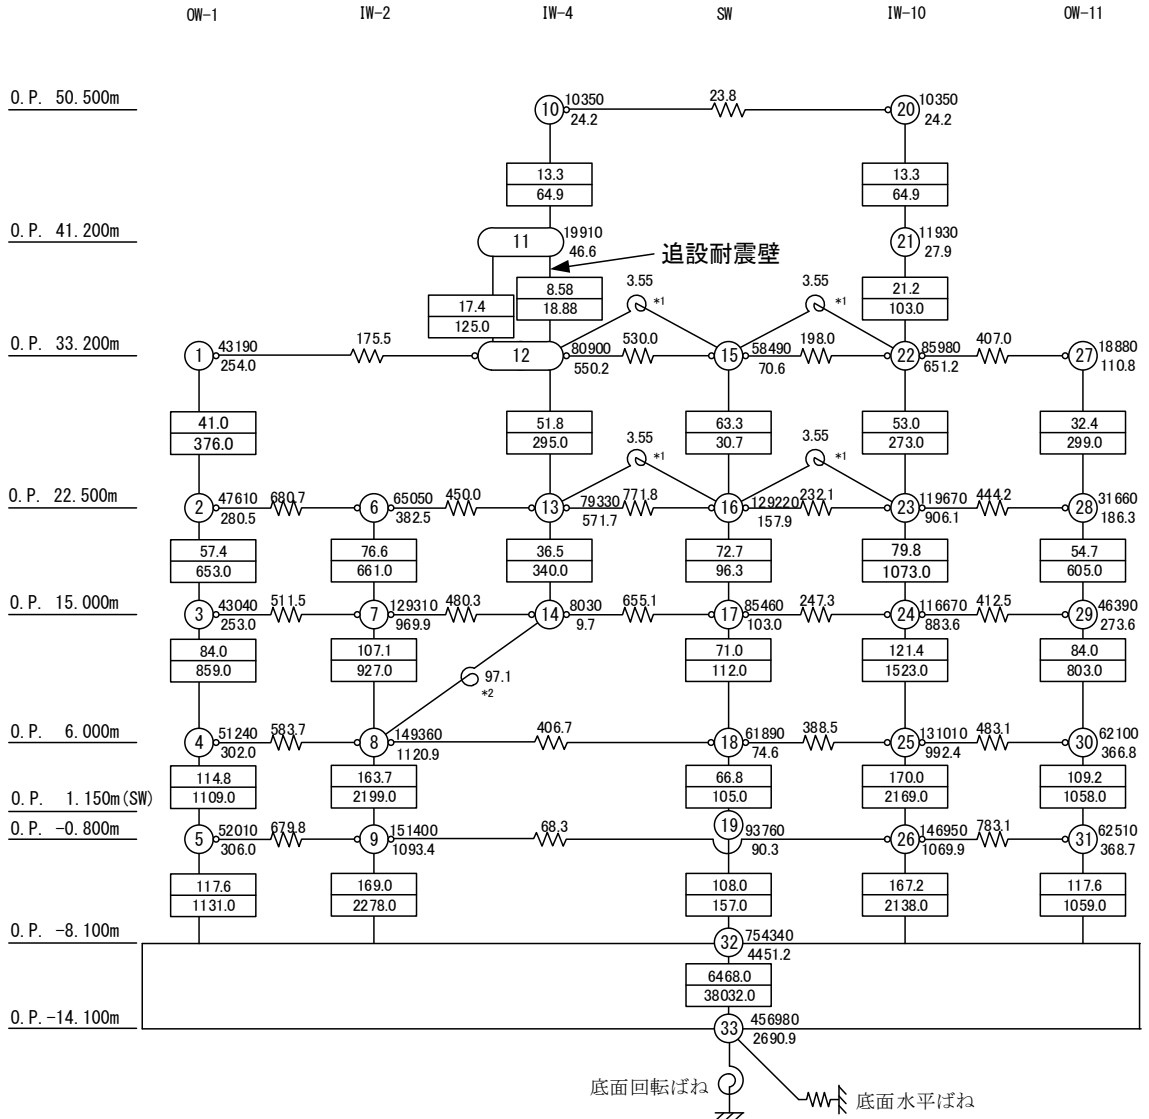 OW-1 IW-2 IW-4 SW IW-10 OW-11
O.P. 50.500m 10 10350 23.8 20 10350
24.2 24.2
13.3 13.3
64.9 64.9
O.P. 41.200m 11 19910 21 11930
46.6 27.9
追設耐震壁
3.55 3.55
8.58 *1 *1 21.2
17.4 18.88 103.0
125.0
O.P. 33.200m 1 43190 175.5 12 80900 530.0 15 58490 198.0 22 85980 407.0 27 18880
254.0 550.2 70.6 651.2 110.8
41.0 51.8 63.3 53.0 32.4
376.0 295.0 30.7 273.0 299.0
3.55 3.55
*1 *1
O.P. 22.500m 2 47610 680.7 6 65050 450.0 13 79330 771.8 16 129220 232.1 23 119670 444.2 28 31660
280.5 382.5 571.7 157.9 906.1 186.3
57.4 76.6 36.5 72.7 79.8 54.7
653.0 661.0 340.0 96.3 1073.0 605.0
O.P. 15.000m 3 43040 511.5 7 129310 480.3 14 8030 655.1 17 85460 247.3 24 116670 412.5 29 46390
253.0 969.9 9.7 103.0 883.6 273.6
84.0 107.1 71.0 121.4 84.0
859.0 927.0 112.0 1523.0 803.0
97.1
*2
O.P. 6.000m 4 51240 583.7 8 149360 406.7 18 61890 388.5 25 131010 483.1 30 62100
302.0 1120.9 74.6 992.4 366.8
114.8 163.7 66.8 170.0 109.2
1109.0 2199.0 105.0 2169.0 1058.0
O.P. 1.150m(SW)
O.P. -0.800m 5 52010 679.8 9 151400 68.3 19 93760 26 146950 783.1 31 62510
306.0 1093.4 90.3 1069.9 368.7
117.6 169.0 108.0 167.2 117.6
1131.0 2278.0 157.0 2138.0 1059.0
O.P. -8.100m 32 754340
4451.2
6468.0
38032.0
O.P.-14.100m 33 456980
2690.9
底面回転ばね 底面水平ばね